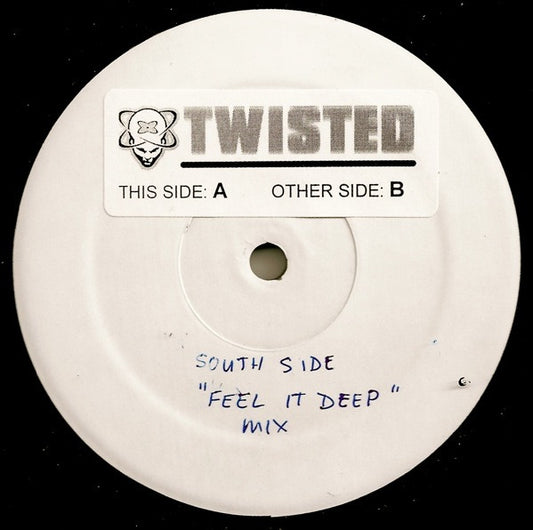 TWISTED
THIS SIDE: A OTHER SIDE: B
SOUTH SIDE
"FEEL IT DEEP"
MIX